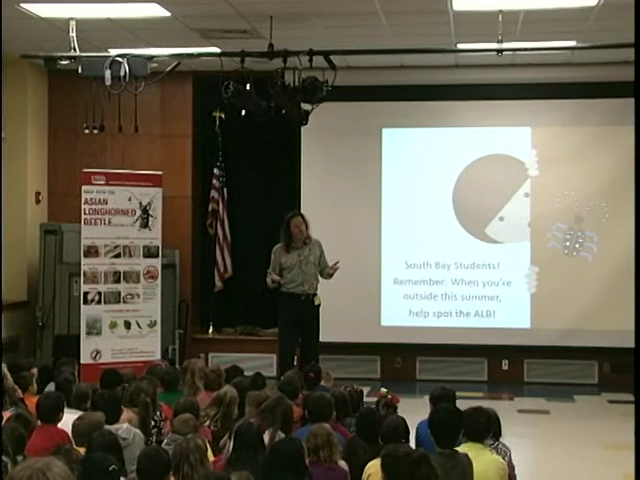 ASIAN
LONGHORNED
BEETLE
South Bay Students!
Remember: When you're
outside this summer,
help spot the ALB!